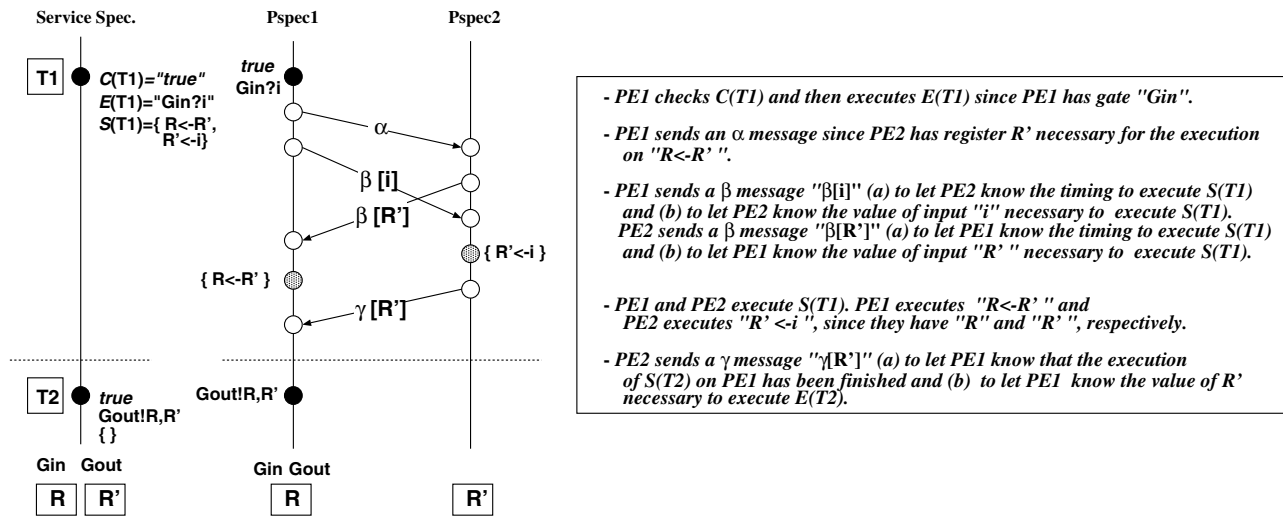 Service Spec.
Pspec1
Pspec2
T1
C(T1)="true"
E(T1)="Gin?i"
S(T1)={ R<-R',
R'<-i}
true
Gin?i
α
β [i]
β [R']
{ R'<-i }
{ R<-R' }
γ [R']
T2
true
Gout!R,R'
{ }
Gout!R,R'
Gin Gout
R R'
Gin Gout
R
R'
- PE1 checks C(T1) and then executes E(T1) since PE1 has gate "Gin".
- PE1 sends an α message since PE2 has register R' necessary for the execution
on "R<-R' ".
- PE1 sends a β message "β[i]" (a) to let PE2 know the timing to execute S(T1)
and (b) to let PE2 know the value of input "i" necessary to execute S(T1).
PE2 sends a β message "β[R']" (a) to let PE1 know the timing to execute S(T1)
and (b) to let PE1 know the value of input "R' " necessary to execute S(T1).
- PE1 and PE2 execute S(T1). PE1 executes "R<-R' " and
PE2 executes "R' <-i ", since they have "R" and "R' ", respectively.
- PE2 sends a γ message "γ[R']" (a) to let PE1 know that the execution
of S(T2) on PE1 has been finished and (b) to let PE1 know the value of R'
necessary to execute E(T2).